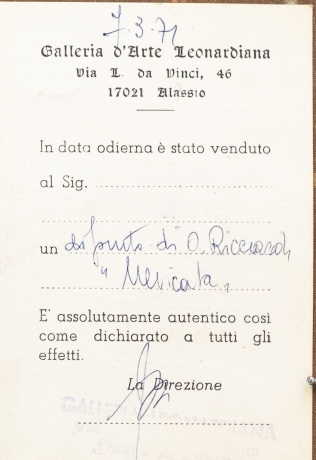 7.3.71
Galleria d'Arte Leonardiana
Via L. da Vinci, 46
17021 Alassio
In data odierna è stato venduto
al Sig.
un dipinto di O. Ricciardi
"Mericata"
E' assolutamente autentico così
come dichiarato a tutti gli
effetti.
La Direzione